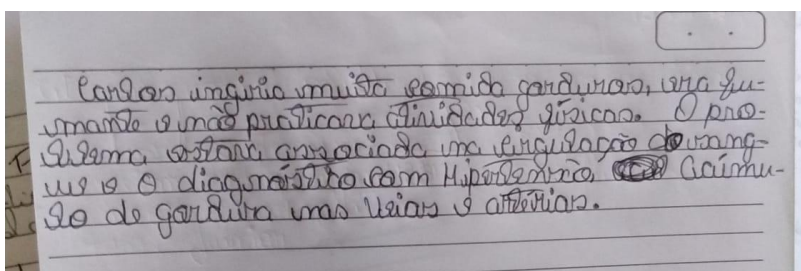 Carlos ingiria muita comida gordurosa, era fu-
mante e não praticava atividades físicas. O pro-
blema estava associado na circulação do sang-
ue e o diagnóstico com Hiperlemia, Acúmu-
lo de gordura nas Veias e artérias.